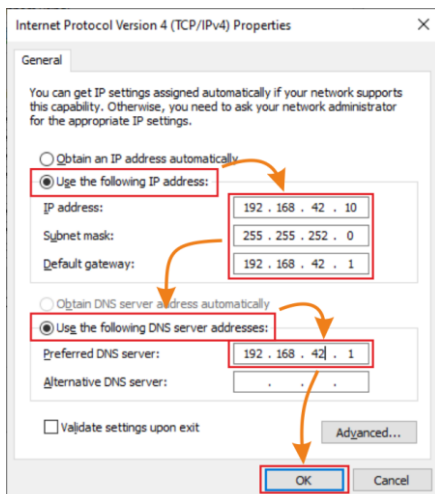 Internet Protocol Version 4 (TCP/IPv4) Properties
General
You can get IP settings assigned automatically if your network supports
this capability. Otherwise, you need to ask your network administrator
for the appropriate IP settings.
Obtain an IP address automatically
Use the following IP address:
IP address: 192 . 168 . 42 . 10
Subnet mask: 255 . 255 . 252 . 0
Default gateway: 192 . 168 . 42 . 1
Obtain DNS server address automatically
Use the following DNS server addresses:
Preferred DNS server: 192 . 168 . 42 . 1
Alternative DNS server: . . .
Validate settings upon exit
Advanced...
OK Cancel